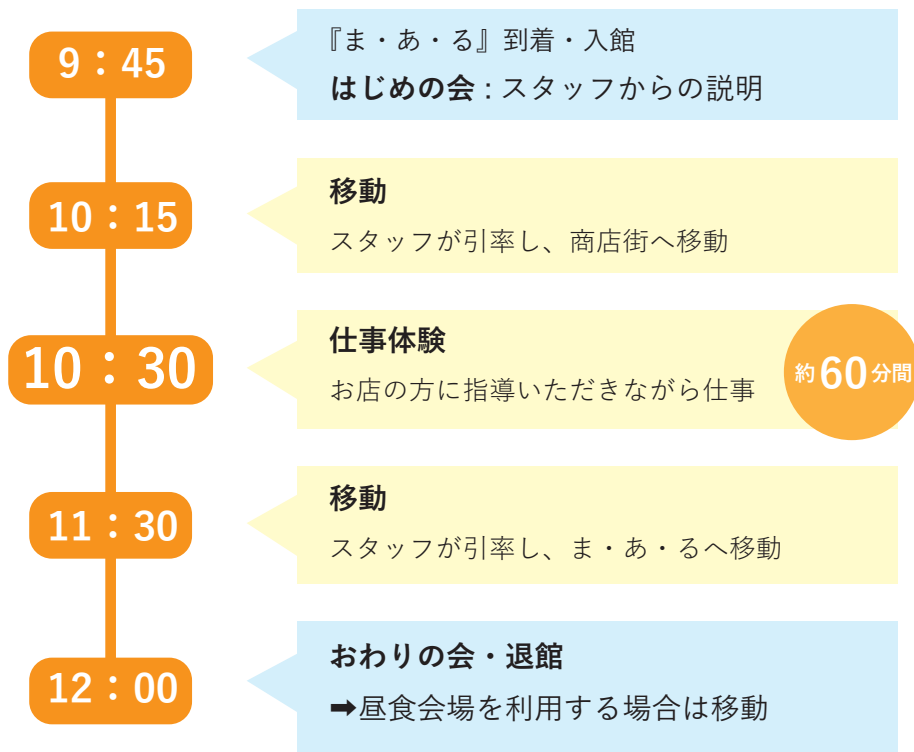 9：45
『ま・あ・る』到着・入館
はじめの会 : スタッフからの説明
10：15
移動
スタッフが引率し、商店街へ移動
10：30
仕事体験
お店の方に指導いただきながら仕事
約60分間
11：30
移動
スタッフが引率し、ま・あ・るへ移動
12：00
おわりの会・退館
➡昼食会場を利用する場合は移動